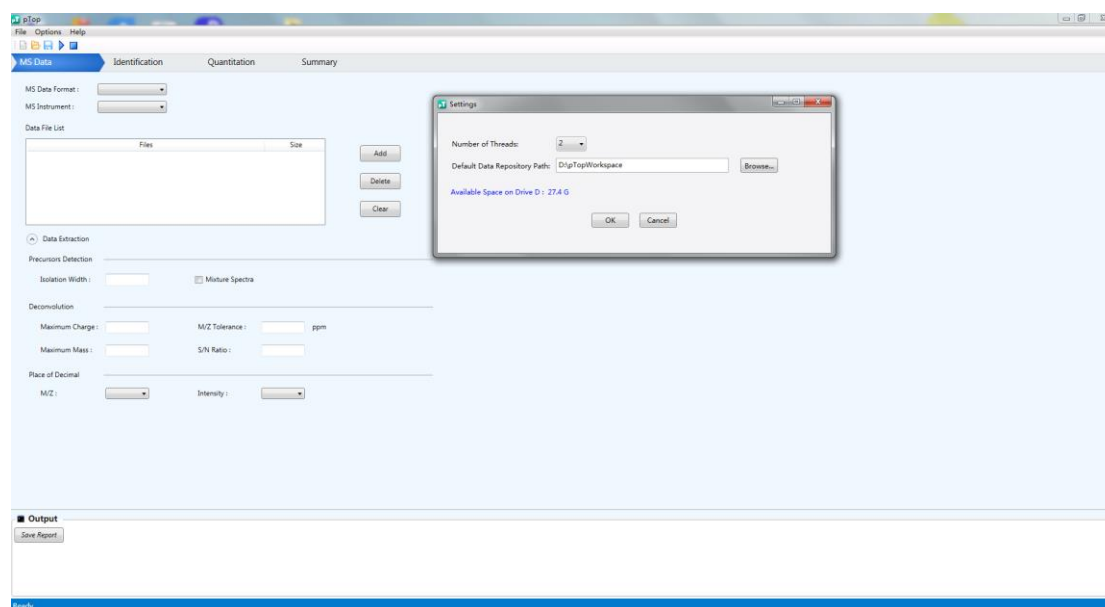 pTop
File Options Help
MS Data Identification Quantitation Summary
MS Data Format :
MS Instrument :
Data File List
Files Size
Add
Delete
Clear
Data Extraction
Precursors Detection
Isolation Width : Mixture Spectra
Deconvolution
Maximum Charge : M/Z Tolerance : ppm
Maximum Mass : S/N Ratio :
Place of Decimal
M/Z : Intensity :
Settings
Number of Threads: 2
Default Data Repository Path: D:\pTopWorkspace Browse...
Available Space on Drive D : 27.4 G
OK Cancel
Output
Save Report
Ready